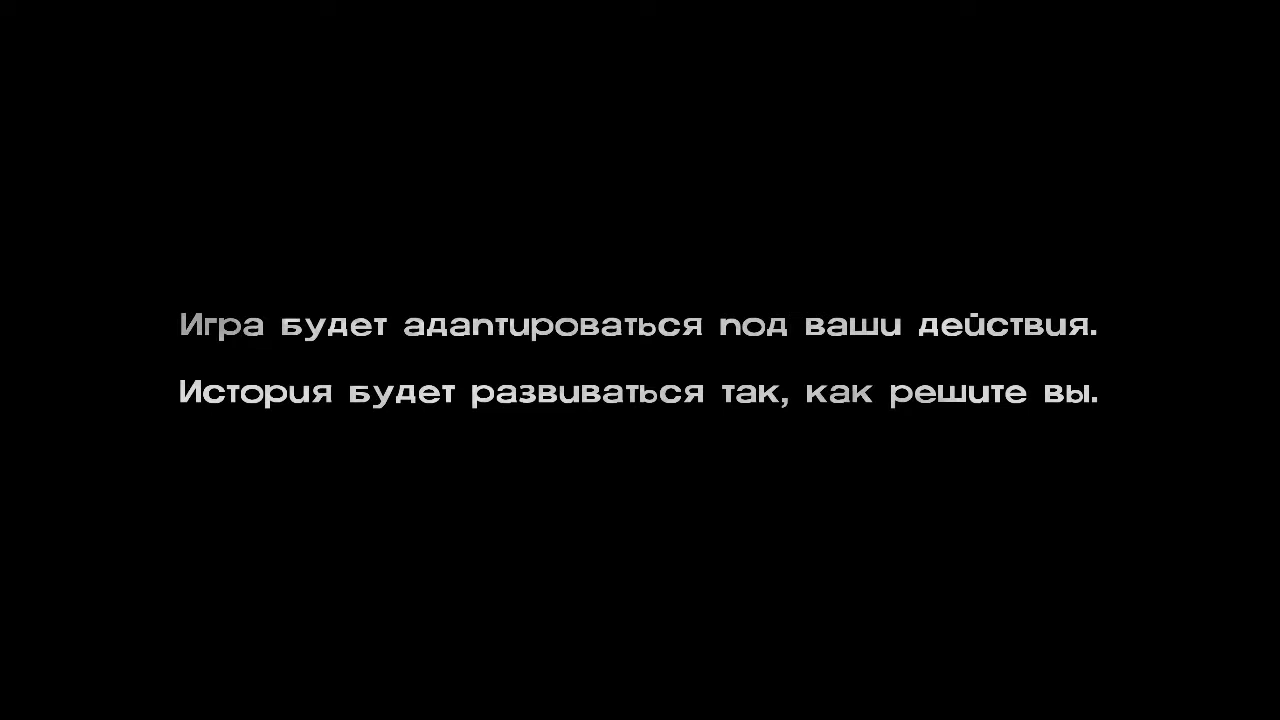 Игра будет адаптироваться под ваши действия.
История будет развиваться так, как решите вы.